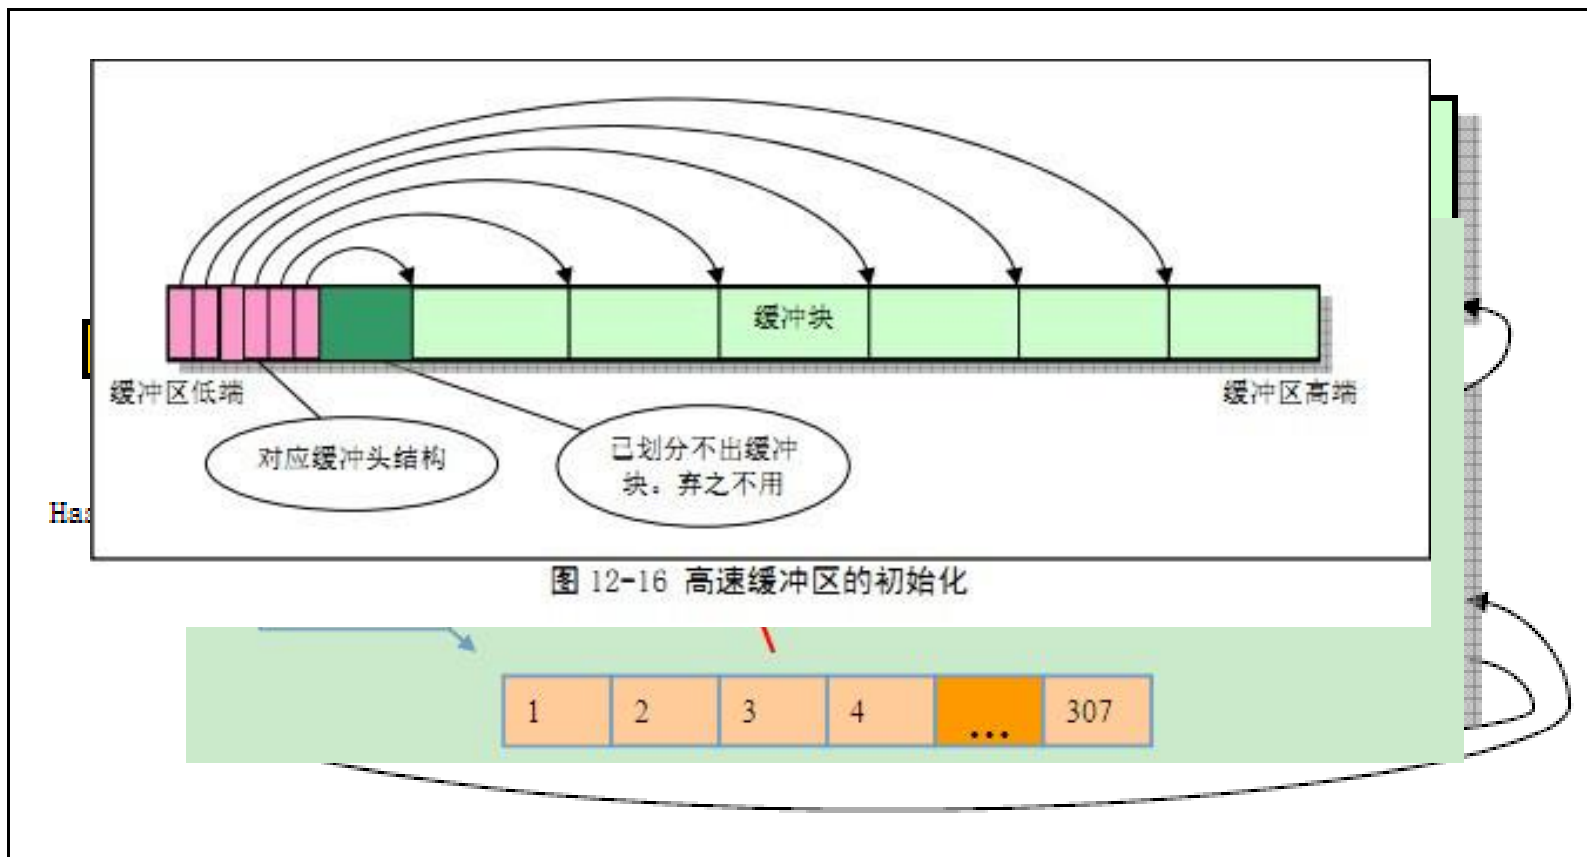 缓冲块
缓冲区低端
缓冲区高端
对应缓冲头结构
已划分不出缓冲
块。弃之不用
图 12-16 高速缓冲区的初始化
1 2 3 4 ... 307